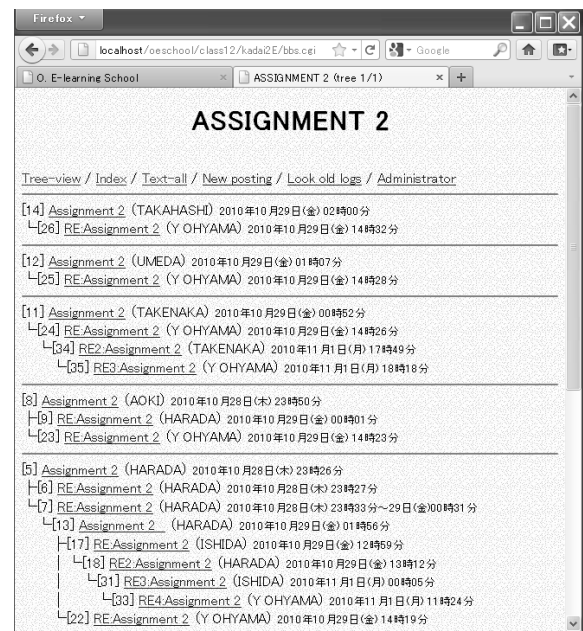 Firefox
localhost/oeschool/class12/kadai2E/bbs.cgi
Google
O. E-learning School
ASSIGNMENT 2 (tree 1/1)
ASSIGNMENT 2
Tree-view / Index / Text-all / New posting / Look old logs / Administrator
[14] Assignment 2 (TAKAHASHI) 2010年10月29日(金) 02時00分
[26] RE:Assignment 2 (Y OHYAMA) 2010年10月29日(金) 14時32分
[12] Assignment 2 (UMEDA) 2010年10月29日(金) 01時07分
[25] RE:Assignment 2 (Y OHYAMA) 2010年10月29日(金) 14時28分
[11] Assignment 2 (TAKENAKA) 2010年10月29日(金) 00時52分
[24] RE:Assignment 2 (Y OHYAMA) 2010年10月29日(金) 14時26分
[34] RE2:Assignment 2 (TAKENAKA) 2010年11月1日(月) 17時49分
[35] RE3:Assignment 2 (Y OHYAMA) 2010年11月1日(月) 18時18分
[8] Assignment 2 (AOKI) 2010年10月28日(木) 23時50分
[9] RE:Assignment 2 (HARADA) 2010年10月29日(金) 00時01分
[23] RE:Assignment 2 (Y OHYAMA) 2010年10月29日(金) 14時23分
[5] Assignment 2 (HARADA) 2010年10月28日(木) 23時26分
[6] RE:Assignment 2 (HARADA) 2010年10月28日(木) 23時27分
[7] RE:Assignment 2 (HARADA) 2010年10月28日(木) 23時33分～29日(金)00時31分
[13] Assignment 2 (HARADA) 2010年10月29日(金) 01時56分
[17] RE:Assignment 2 (ISHIDA) 2010年10月29日(金) 12時59分
[18] RE2:Assignment 2 (HARADA) 2010年10月29日(金) 13時12分
[31] RE3:Assignment 2 (ISHIDA) 2010年11月1日(月) 00時05分
[33] RE4:Assignment 2 (Y OHYAMA) 2010年11月1日(月) 11時24分
[22] RE:Assignment 2 (Y OHYAMA) 2010年10月29日(金) 14時19分